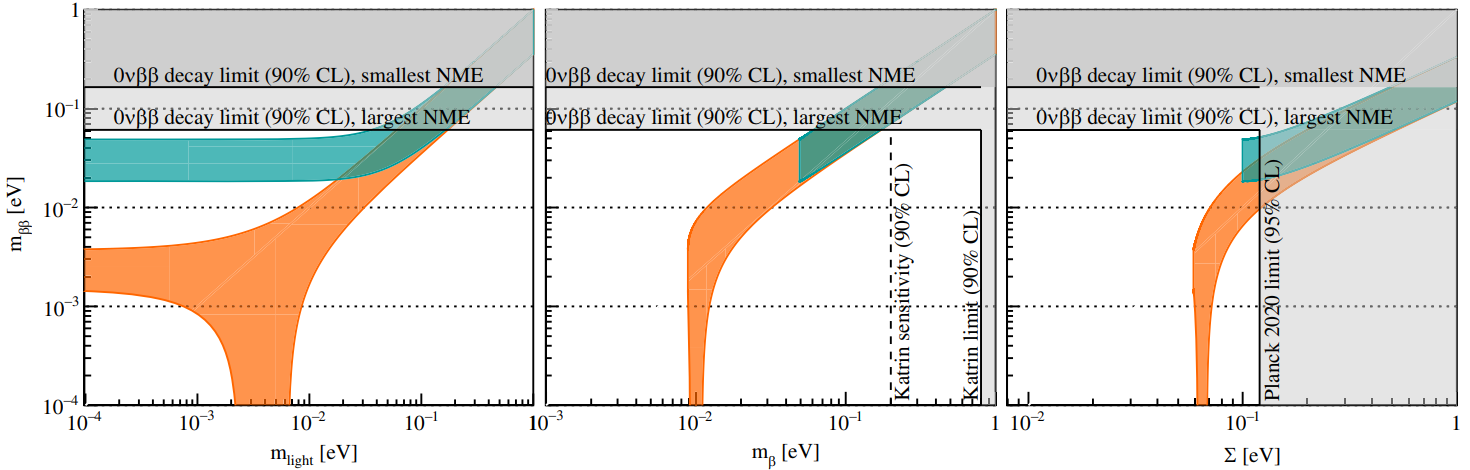 1
10⁻¹
10⁻²
10⁻³
10⁻⁴
m_ββ [eV]
0νββ decay limit (90% CL), smallest NME
0νββ decay limit (90% CL), largest NME
10⁻⁴ 10⁻³ 10⁻² 10⁻¹ 10
m_light [eV]
0νββ decay limit (90% CL), smallest NME
0νββ decay limit (90% CL), largest NME
Katrin sensitivity (90% CL)
Katrin limit (90% CL)
10⁻³ 10⁻² 10⁻¹ 1
m_β [eV]
0νββ decay limit (90% CL), smallest NME
0νββ decay limit (90% CL), largest NME
Planck 2020 limit (95% CL)
10⁻² 10⁻¹ 1
Σ [eV]